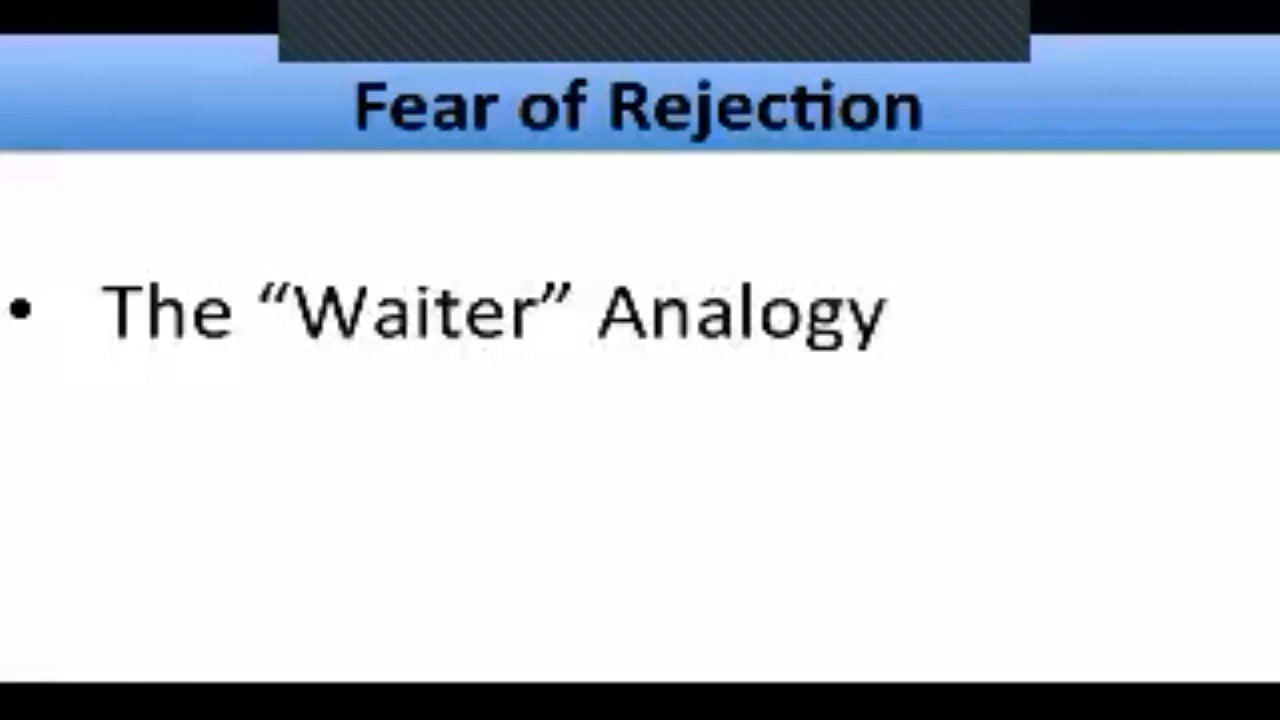 Fear of Rejection
• The “Waiter” Analogy